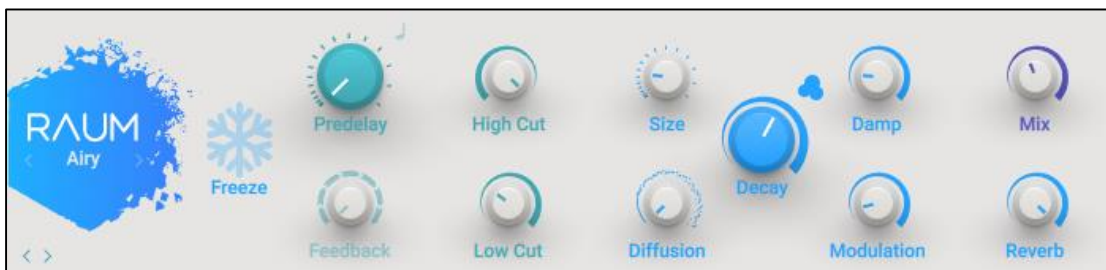 RAUM
Airy
Freeze
Predelay
High Cut
Size
Decay
Damp
Mix
Feedback
Low Cut
Diffusion
Modulation
Reverb